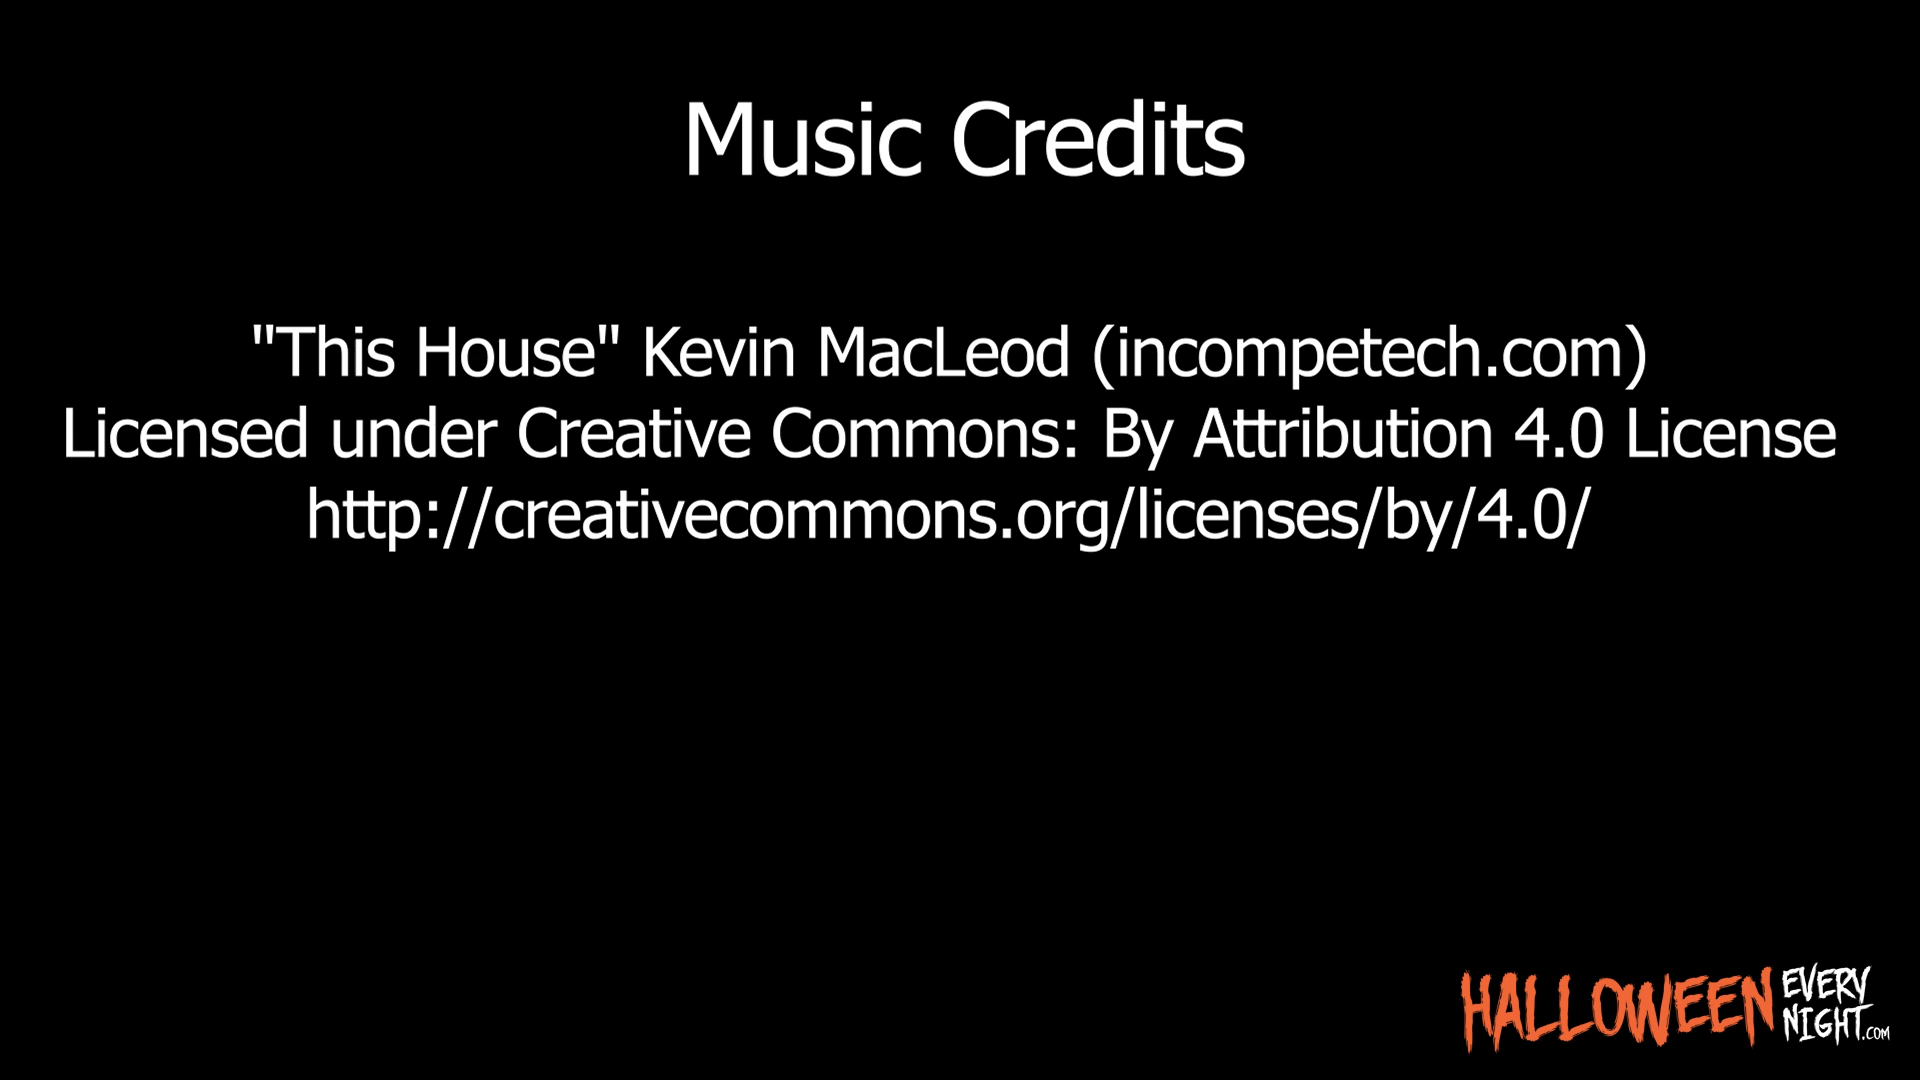 Music Credits
"This House" Kevin MacLeod (incompetech.com)
Licensed under Creative Commons: By Attribution 4.0 License
http://creativecommons.org/licenses/by/4.0/
HALLOWEEN EVERY
NIGHT.COM